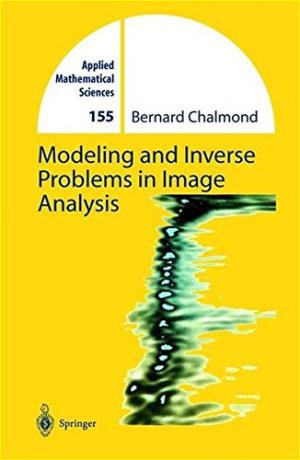 Applied
Mathematical
Sciences
155
Bernard Chalmond
Modeling and Inverse
Problems in Image
Analysis
Springer